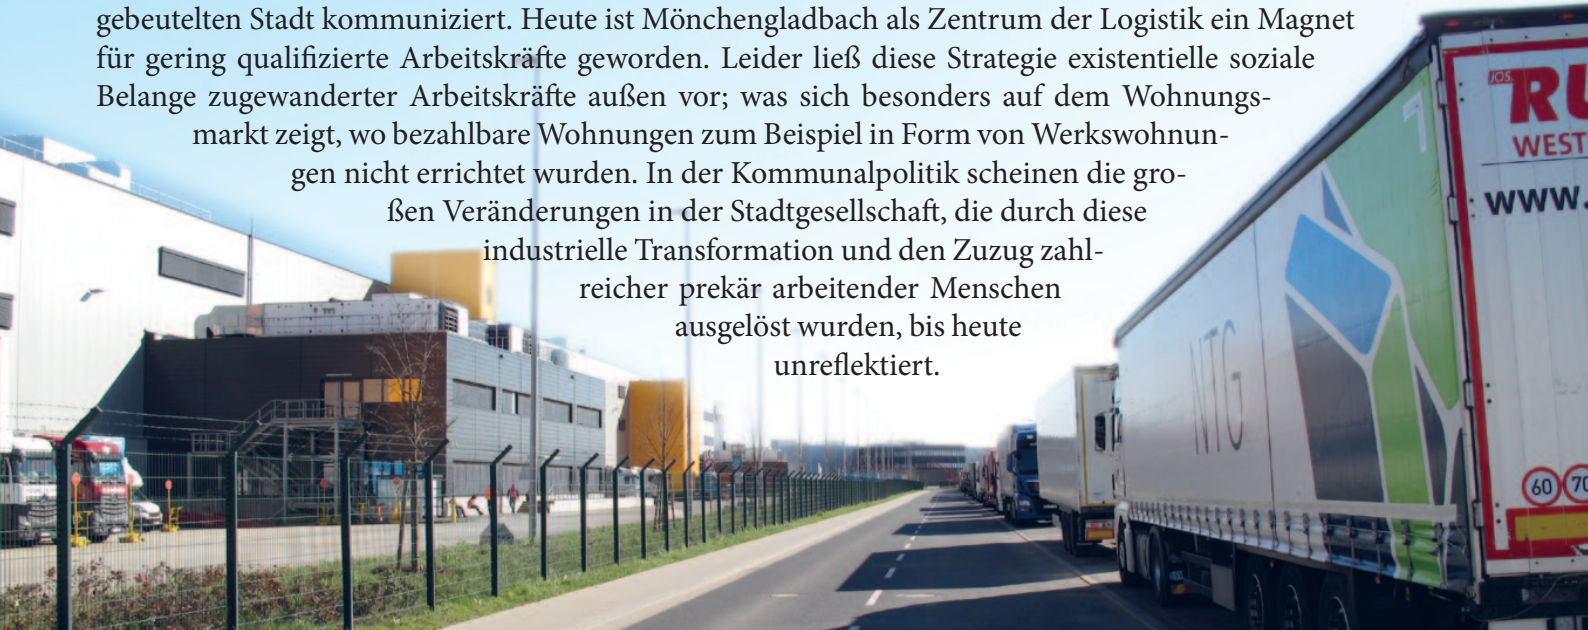 gebeutelten Stadt kommuniziert. Heute ist Mönchengladbach als Zentrum der Logistik ein Magnet
für gering qualifizierte Arbeitskräfte geworden. Leider ließ diese Strategie existentielle soziale
Belange zugewanderter Arbeitskräfte außen vor; was sich besonders auf dem Wohnungs-
markt zeigt, wo bezahlbare Wohnungen zum Beispiel in Form von Werkswohnun-
gen nicht errichtet wurden. In der Kommunalpolitik scheinen die gro-
ßen Veränderungen in der Stadtgesellschaft, die durch diese
industrielle Transformation und den Zuzug zahl-
reicher prekär arbeitender Menschen
ausgelöst wurden, bis heute
unreflektiert.
JOS.
RU
WEST
WWW.
NTG
60 70